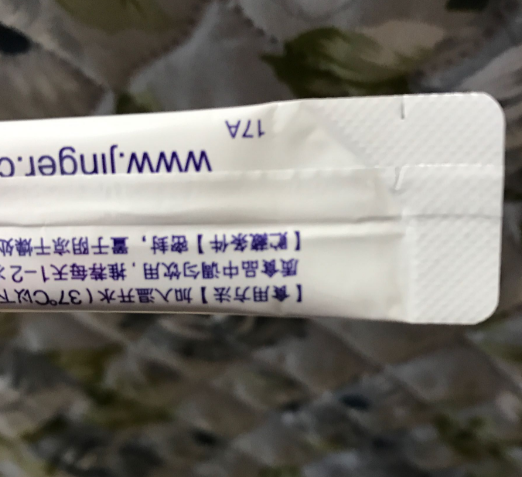 【食用方法】加入温开水（37℃以下
质食品中调匀饮用，推荐每天1-2
【贮藏条件】密封，置于阴凉干燥处
www.jinger.c
17A